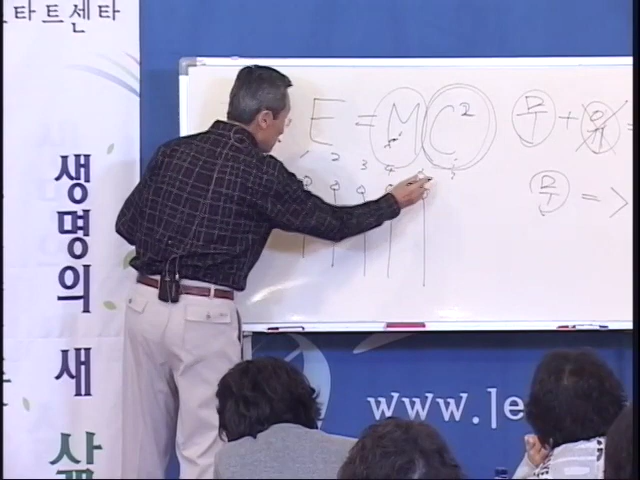 타트센타
생명의 새
E = MC²
무 + 유 =
무 =>
1 2 3 4 5
www.le